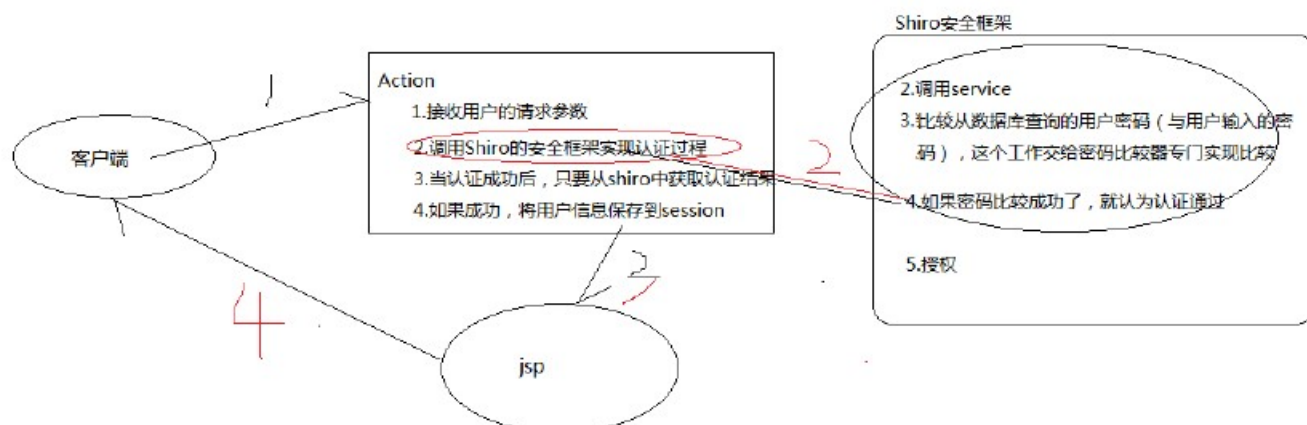 Shiro安全框架
1
Action
1.接收用户的请求参数
2.调用Shiro的安全框架实现认证过程
3.当认证成功后，只要从shiro中获取认证结果
4.如果成功，将用户信息保存到session
客户端
2
2.调用service
3.比较从数据库查询的用户密码（与用户输入的密
码），这个工作交给密码比较器专门实现比较
4.如果密码比较成功了，就认为认证通过
5.授权
3
4
jsp